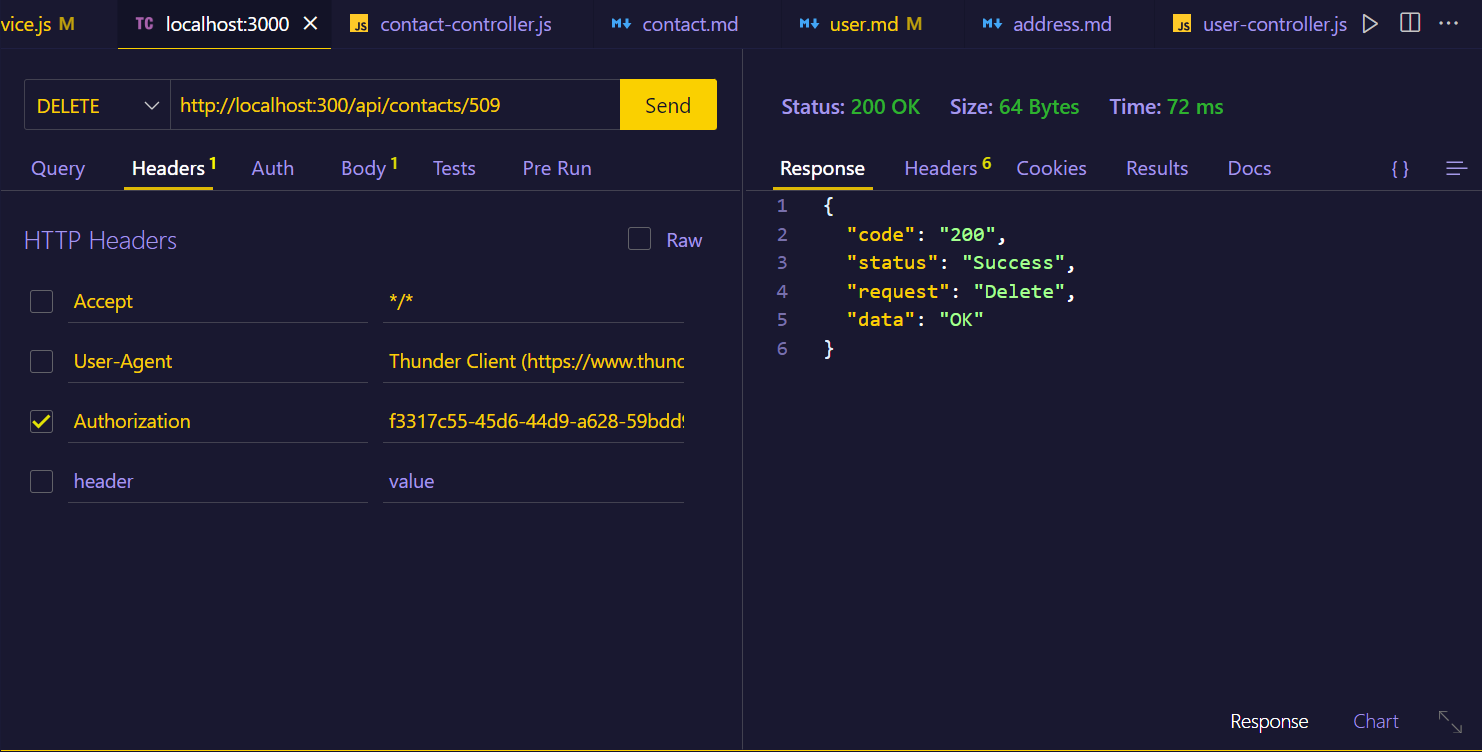 vice.js M TC localhost:3000 JS contact-controller.js M contact.md M user.md M M address.md JS user-controller.js
DELETE http://localhost:300/api/contacts/509 Send
Status: 200 OK Size: 64 Bytes Time: 72 ms
Query Headers 1 Auth Body 1 Tests Pre Run
Response Headers 6 Cookies Results Docs { }
HTTP Headers Raw
Accept */*
User-Agent Thunder Client (https://www.thunc
Authorization f3317c55-45d6-44d9-a628-59bdd9
header value
1 {
2 "code": "200",
3 "status": "Success",
4 "request": "Delete",
5 "data": "OK"
6 }
Response Chart